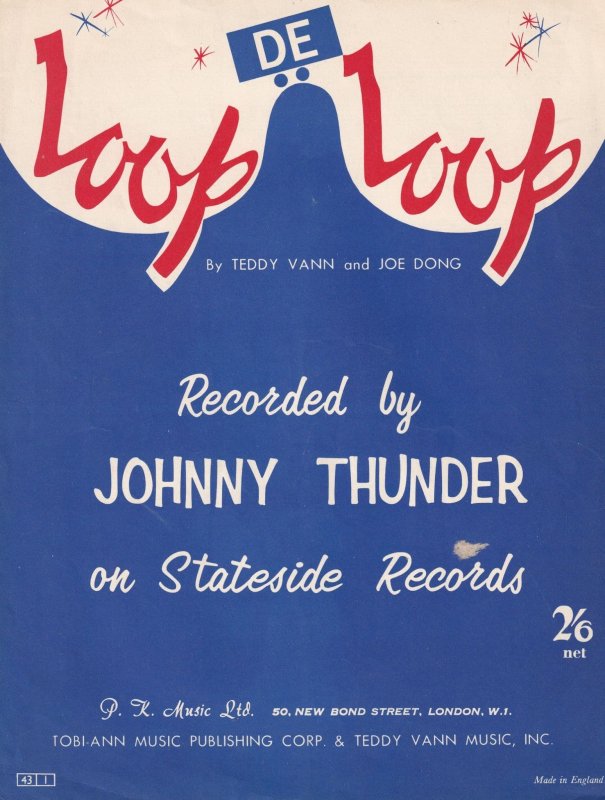 Loop DE Loop
By TEDDY VANN and JOE DONG
Recorded by
JOHNNY THUNDER
on Stateside Records
2/6
net
P. K. Music Ltd. 50, NEW BOND STREET, LONDON, W.1.
TOBI-ANN MUSIC PUBLISHING CORP. & TEDDY VANN MUSIC, INC.
43 1
Made in England